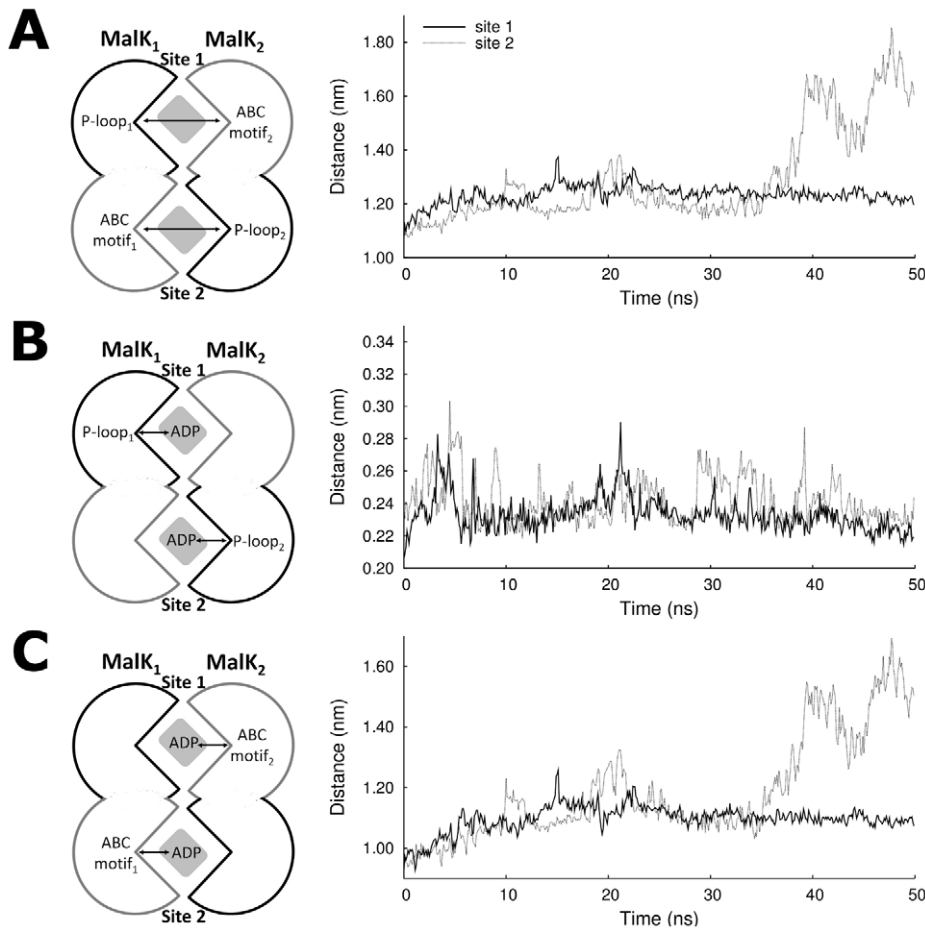 A
MalK1 MalK2
Site 1
P-loop1
ABC
motif2
ABC
motif1
P-loop2
Site 2
site 1
site 2
1.80
1.60
1.40
1.20
1.00
Distance (nm)
0 10 20 30 40 50
Time (ns)
B
MalK1 MalK2
Site 1
P-loop1 ADP
ADP P-loop2
Site 2
0.34
0.32
0.30
0.28
0.26
0.24
0.22
0.20
Distance (nm)
0 10 20 30 40 50
Time (ns)
C
MalK1 MalK2
Site 1
ADP
ABC
motif2
ABC
motif1
ADP
Site 2
1.60
1.40
1.20
1.00
Distance (nm)
0 10 20 30 40 50
Time (ns)